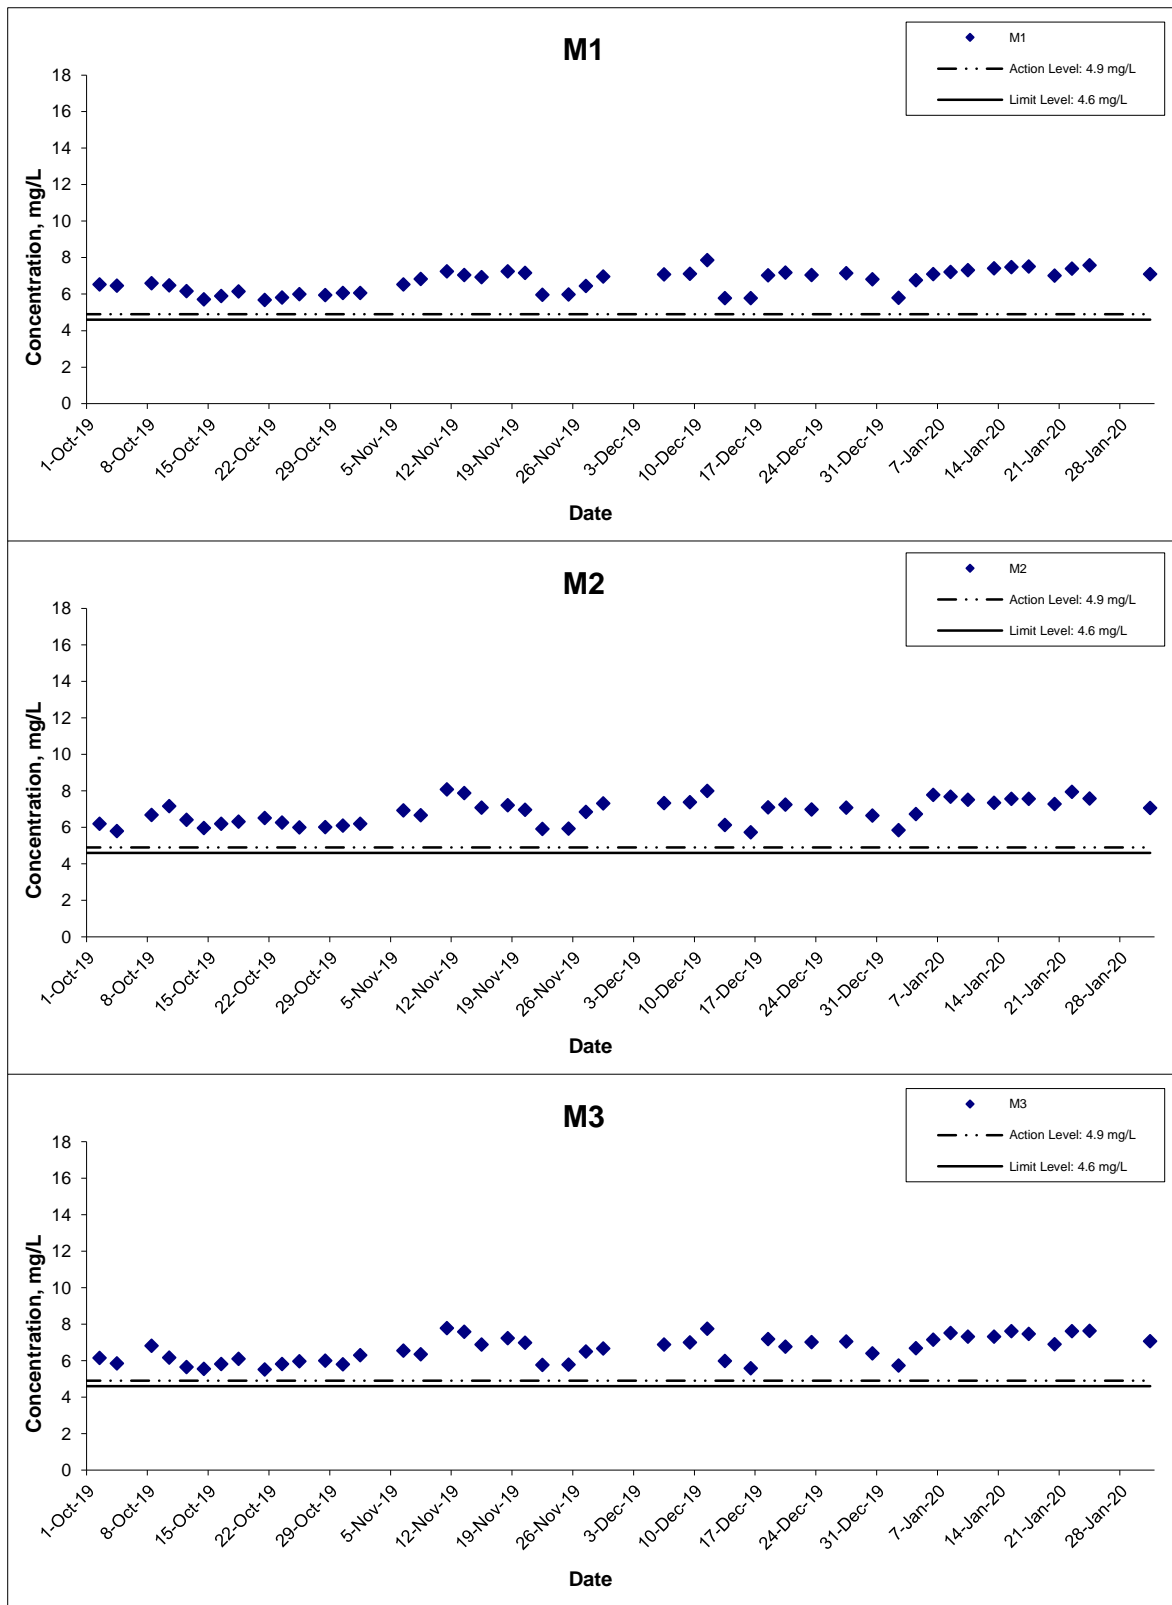 M1
M1
Action Level: 4.9 mg/L
Limit Level: 4.6 mg/L
Concentration, mg/L
18
16
14
12
10
8
6
4
2
0
1-Oct-19
8-Oct-19
15-Oct-19
22-Oct-19
29-Oct-19
5-Nov-19
12-Nov-19
19-Nov-19
26-Nov-19
3-Dec-19
10-Dec-19
17-Dec-19
24-Dec-19
31-Dec-19
7-Jan-20
14-Jan-20
21-Jan-20
28-Jan-20
Date
M2
M2
Action Level: 4.9 mg/L
Limit Level: 4.6 mg/L
Concentration, mg/L
18
16
14
12
10
8
6
4
2
0
1-Oct-19
8-Oct-19
15-Oct-19
22-Oct-19
29-Oct-19
5-Nov-19
12-Nov-19
19-Nov-19
26-Nov-19
3-Dec-19
10-Dec-19
17-Dec-19
24-Dec-19
31-Dec-19
7-Jan-20
14-Jan-20
21-Jan-20
28-Jan-20
Date
M3
M3
Action Level: 4.9 mg/L
Limit Level: 4.6 mg/L
Concentration, mg/L
18
16
14
12
10
8
6
4
2
0
1-Oct-19
8-Oct-19
15-Oct-19
22-Oct-19
29-Oct-19
5-Nov-19
12-Nov-19
19-Nov-19
26-Nov-19
3-Dec-19
10-Dec-19
17-Dec-19
24-Dec-19
31-Dec-19
7-Jan-20
14-Jan-20
21-Jan-20
28-Jan-20
Date